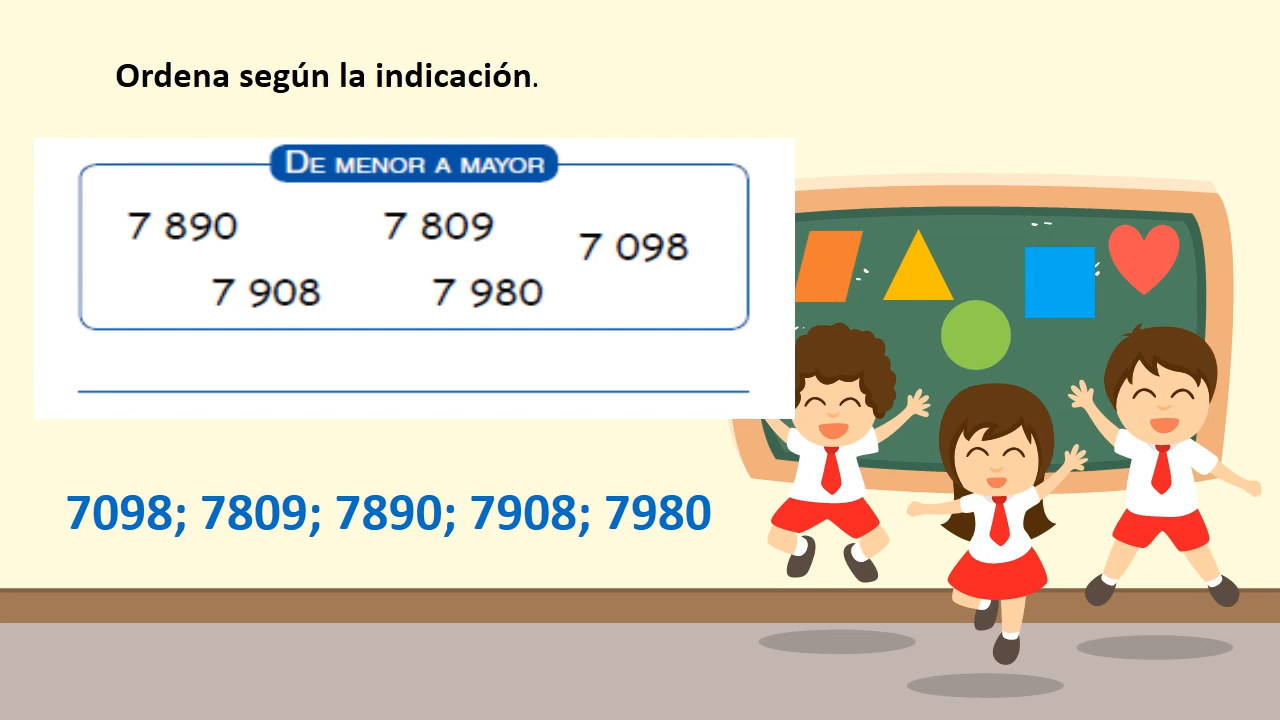 Ordena según la indicación.
DE MENOR A MAYOR
7 890 7 809 7 098
7 908 7 980
7098; 7809; 7890; 7908; 7980